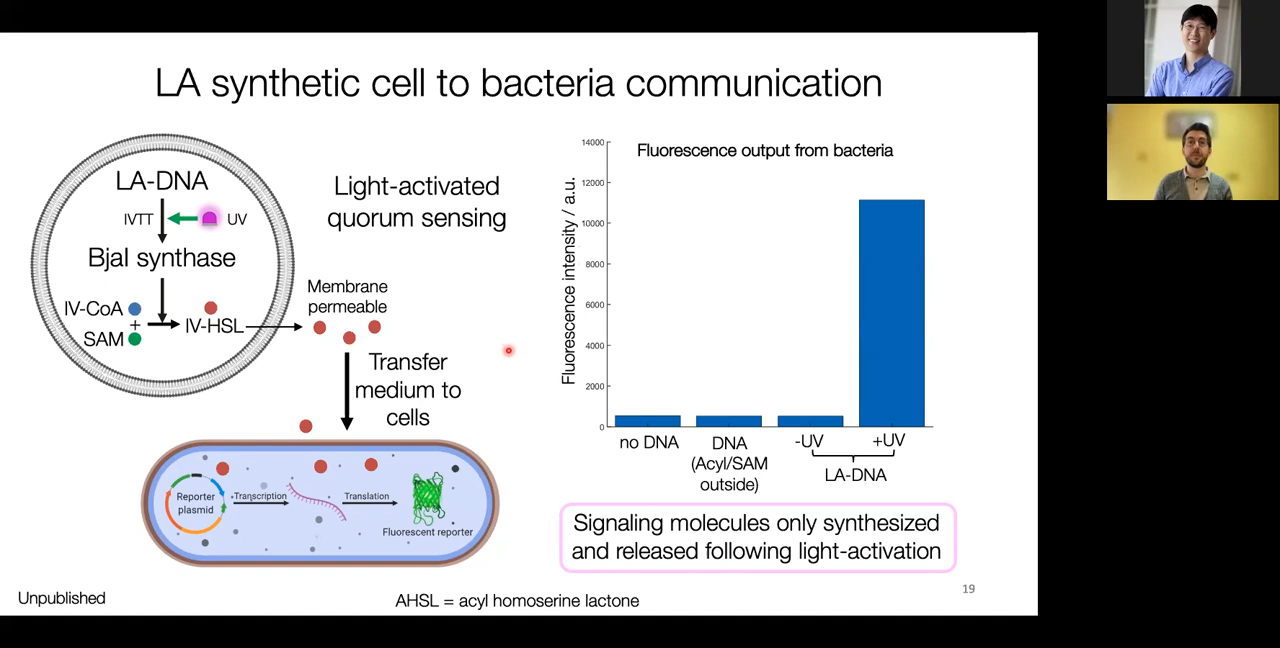 LA synthetic cell to bacteria communication
LA-DNA
IVTT
UV
BjaI synthase
IV-CoA
+
SAM
IV-HSL
Light-activated
quorum sensing
Membrane
permeable
Transfer
medium to
cells
Reporter
plasmid
Transcription
Translation
Fluorescent reporter
Fluorescence output from bacteria
Fluorescence intensity / a.u.
14000
12000
10000
8000
6000
4000
2000
0
no DNA
DNA
(Acyl/SAM
outside)
-UV
+UV
LA-DNA
Signaling molecules only synthesized
and released following light-activation
19
Unpublished
AHSL = acyl homoserine lactone